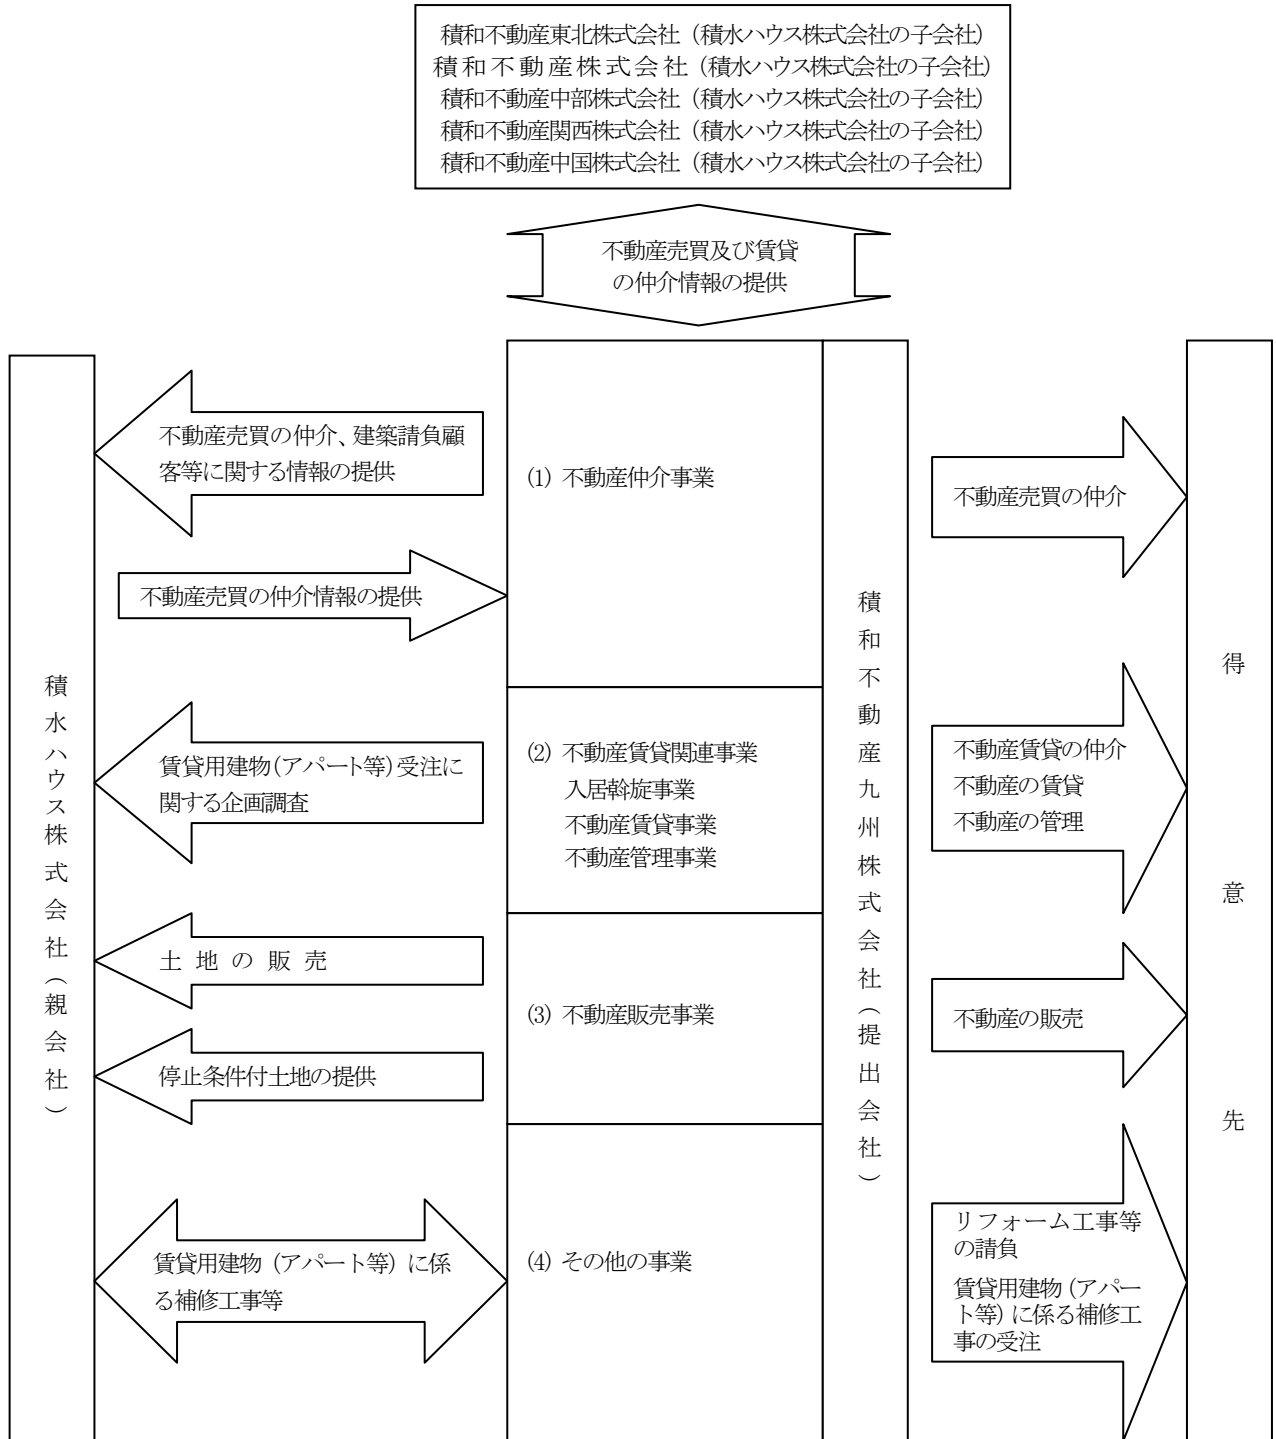 積和不動産東北株式会社（積水ハウス株式会社の子会社）
積和不動産株式会社（積水ハウス株式会社の子会社）
積和不動産中部株式会社（積水ハウス株式会社の子会社）
積和不動産関西株式会社（積水ハウス株式会社の子会社）
積和不動産中国株式会社（積水ハウス株式会社の子会社）
不動産売買及び賃貸
の仲介情報の提供
積水ハウス株式会社（親会社）
不動産売買の仲介、建築請負顧
客等に関する情報の提供
不動産売買の仲介情報の提供
賃貸用建物（アパート等）受注に
関する企画調査
土地の販売
停止条件付土地の提供
賃貸用建物（アパート等）に係
る補修工事等
(1) 不動産仲介事業
(2) 不動産賃貸関連事業
入居斡旋事業
不動産賃貸事業
不動産管理事業
(3) 不動産販売事業
(4) その他の事業
積和不動産九州株式会社（提出会社）
不動産売買の仲介
不動産賃貸の仲介
不動産の賃貸
不動産の管理
不動産の販売
リフォーム工事等
の請負
賃貸用建物（アパー
ト等）に係る補修工
事の受注
得意先